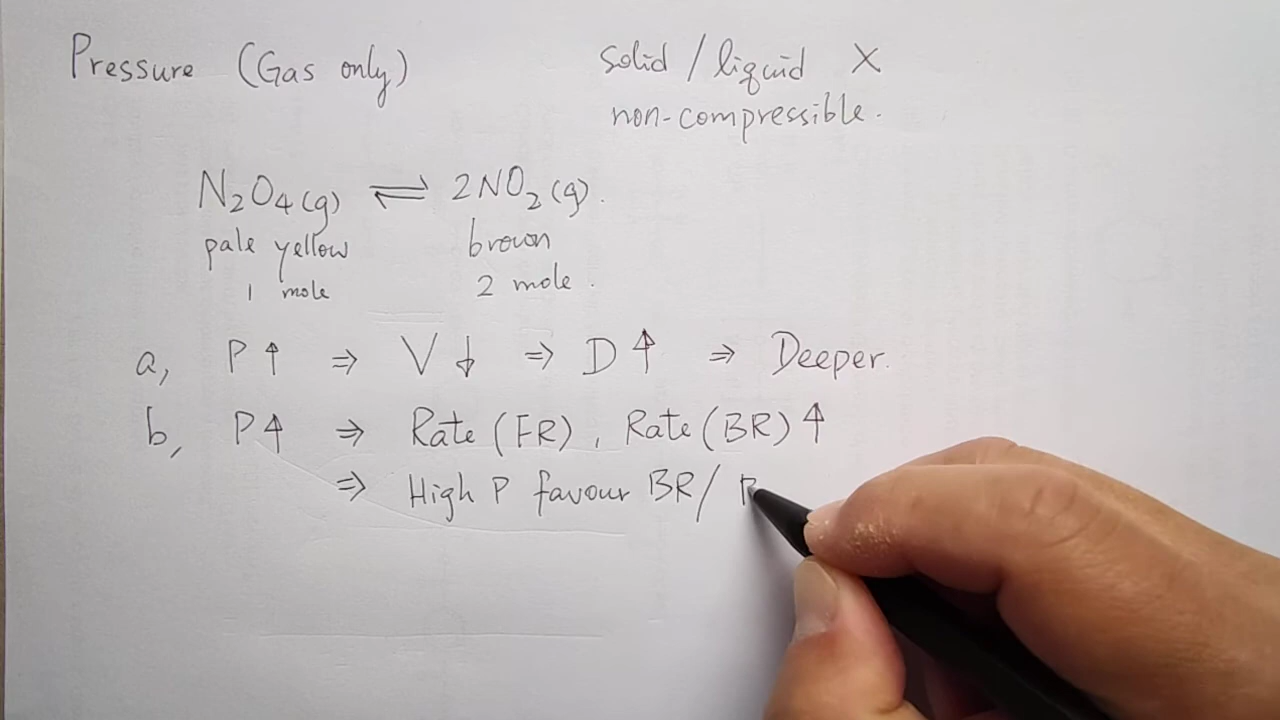 Pressure (Gas only)
solid / liquid X
non-compressible.
N₂O₄(g) ⇌ 2NO₂(g).
pale yellow
brown
1 mole
2 mole.
a, P↑ ⇒ V↓ ⇒ D↑ ⇒ Deeper.
b, P↑ ⇒ Rate (FR), Rate (BR)↑
⇒ High P favour BR/